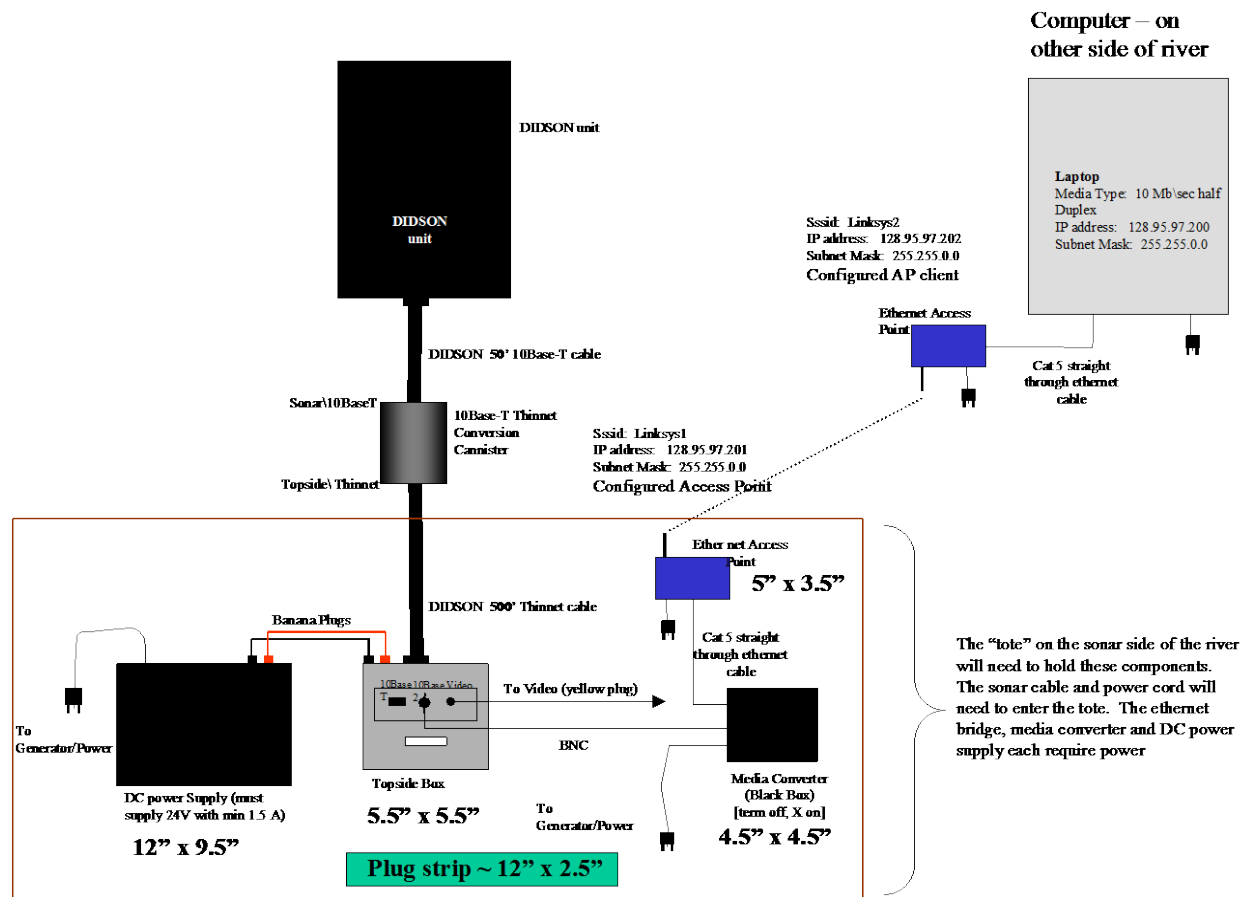 Computer – on
other side of river
DIDSON unit
DIDSON
unit
Laptop
Media Type: 10 Mb\sec half
Duplex
IP address: 128.95.97.200
Subnet Mask: 255.255.0.0
Sssid: Linksys2
IP address: 128.95.97.202
Subnet Mask: 255.255.0.0
Configured AP client
Ethernet Access
Point
Cat 5 straight
through ethernet
cable
DIDSON 50' 10Base-T cable
Sonar\10BaseT
10Base-T Thinnet
Conversion
Cannister
Topside\ Thinnet
Sssid: Linksys1
IP address: 128.95.97.201
Subnet Mask: 255.255.0.0
Configured Access Point
Ethernet Access
Point
5” x 3.5”
DIDSON 500' Thinnet cable
Banana Plugs
Cat 5 straight
through ethernet
cable
10Base 10Base Video
T 2
To Video (yellow plug)
BNC
To
Generator/Power
DC power Supply (must
supply 24V with min 1.5 A)
12” x 9.5”
Topside Box
5.5” x 5.5”
To
Generator/Power
Media Converter
(Black Box)
[term off, X on]
4.5” x 4.5”
Plug strip ~ 12” x 2.5”
The “tote” on the sonar side of the river
will need to hold these components.
The sonar cable and power cord will
need to enter the tote. The ethernet
bridge, media converter and DC power
supply each require power